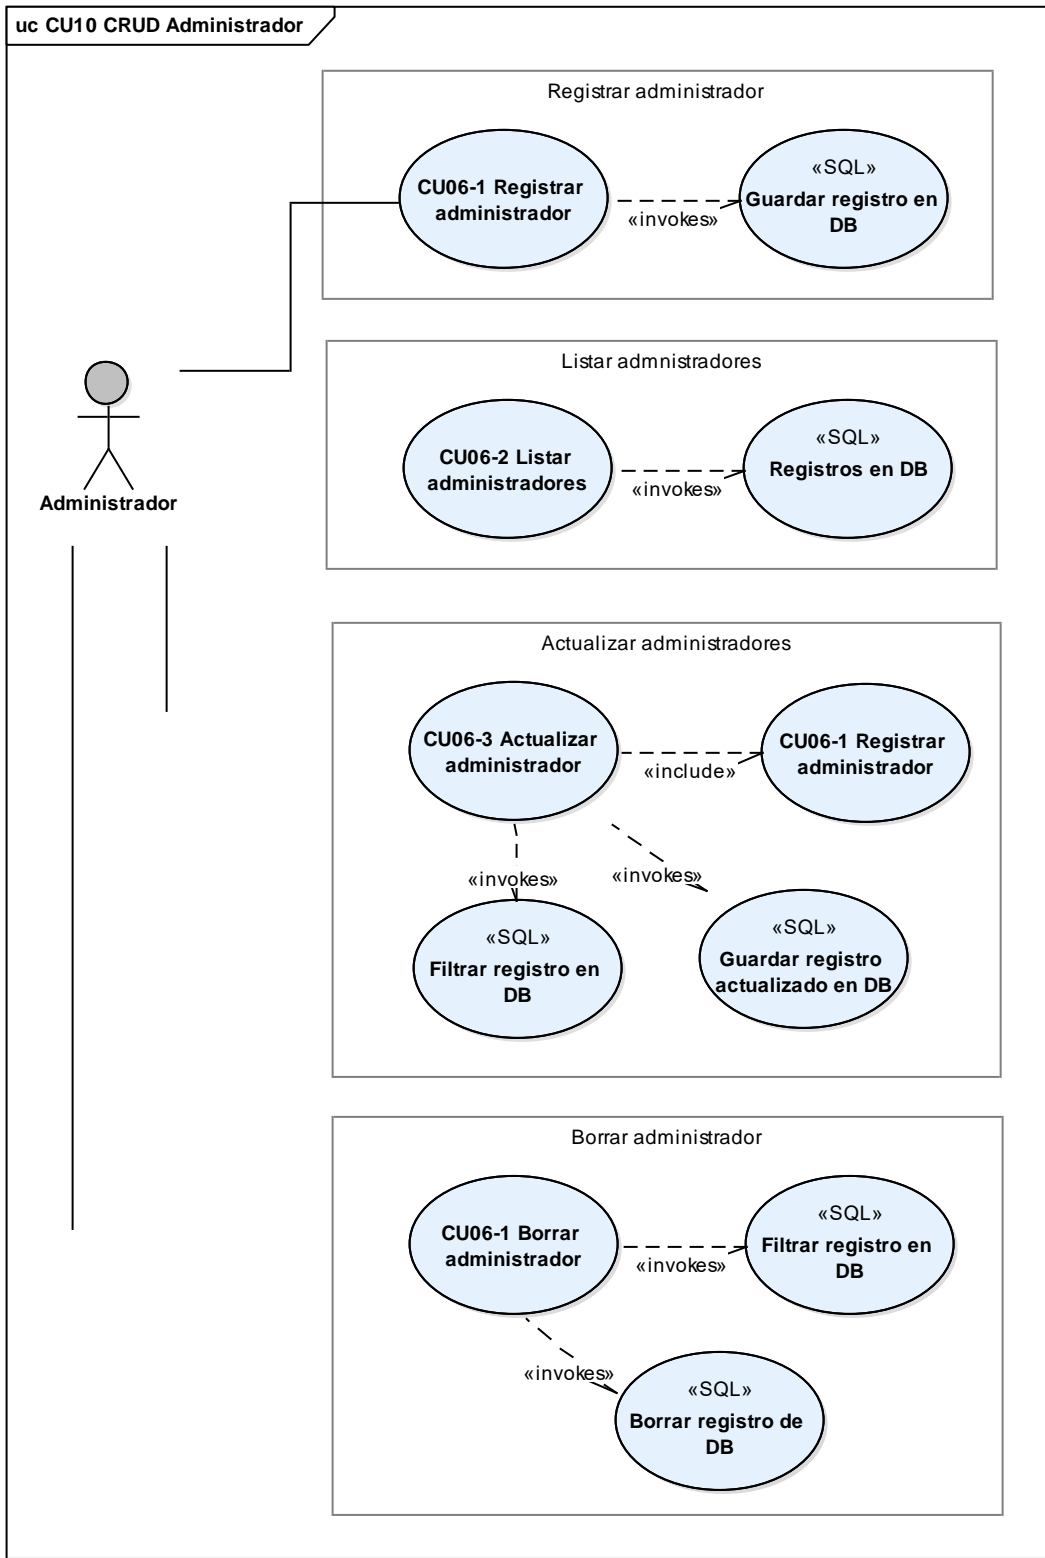 uc CU10 CRUD Administrador
Registrar administrador
CU06-1 Registrar
administrador
«invokes»
«SQL»
Guardar registro en
DB
Administrador
Listar admnistradores
CU06-2 Listar
administradores
«invokes»
«SQL»
Registros en DB
Actualizar administradores
CU06-3 Actualizar
administrador
«include»
CU06-1 Registrar
administrador
«invokes»
«invokes»
«SQL»
Filtrar registro en
DB
«SQL»
Guardar registro
actualizado en DB
Borrar administrador
CU06-1 Borrar
administrador
«invokes»
«SQL»
Filtrar registro en
DB
«invokes»
«SQL»
Borrar registro de
DB